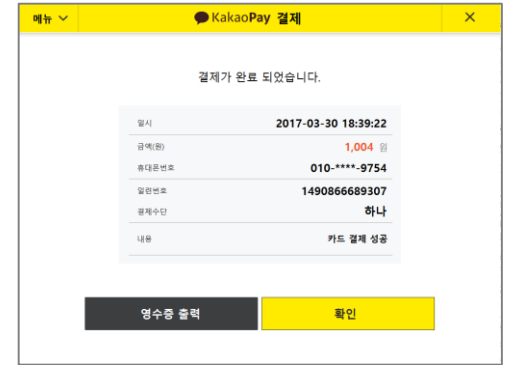 메뉴
KakaoPay 결제
결제가 완료 되었습니다.
일시 2017-03-30 18:39:22
금액(원) 1,004 원
휴대폰번호 010-****-9754
일련번호 1490866689307
결제수단 하나
내용 카드 결제 성공
영수증 출력
확인